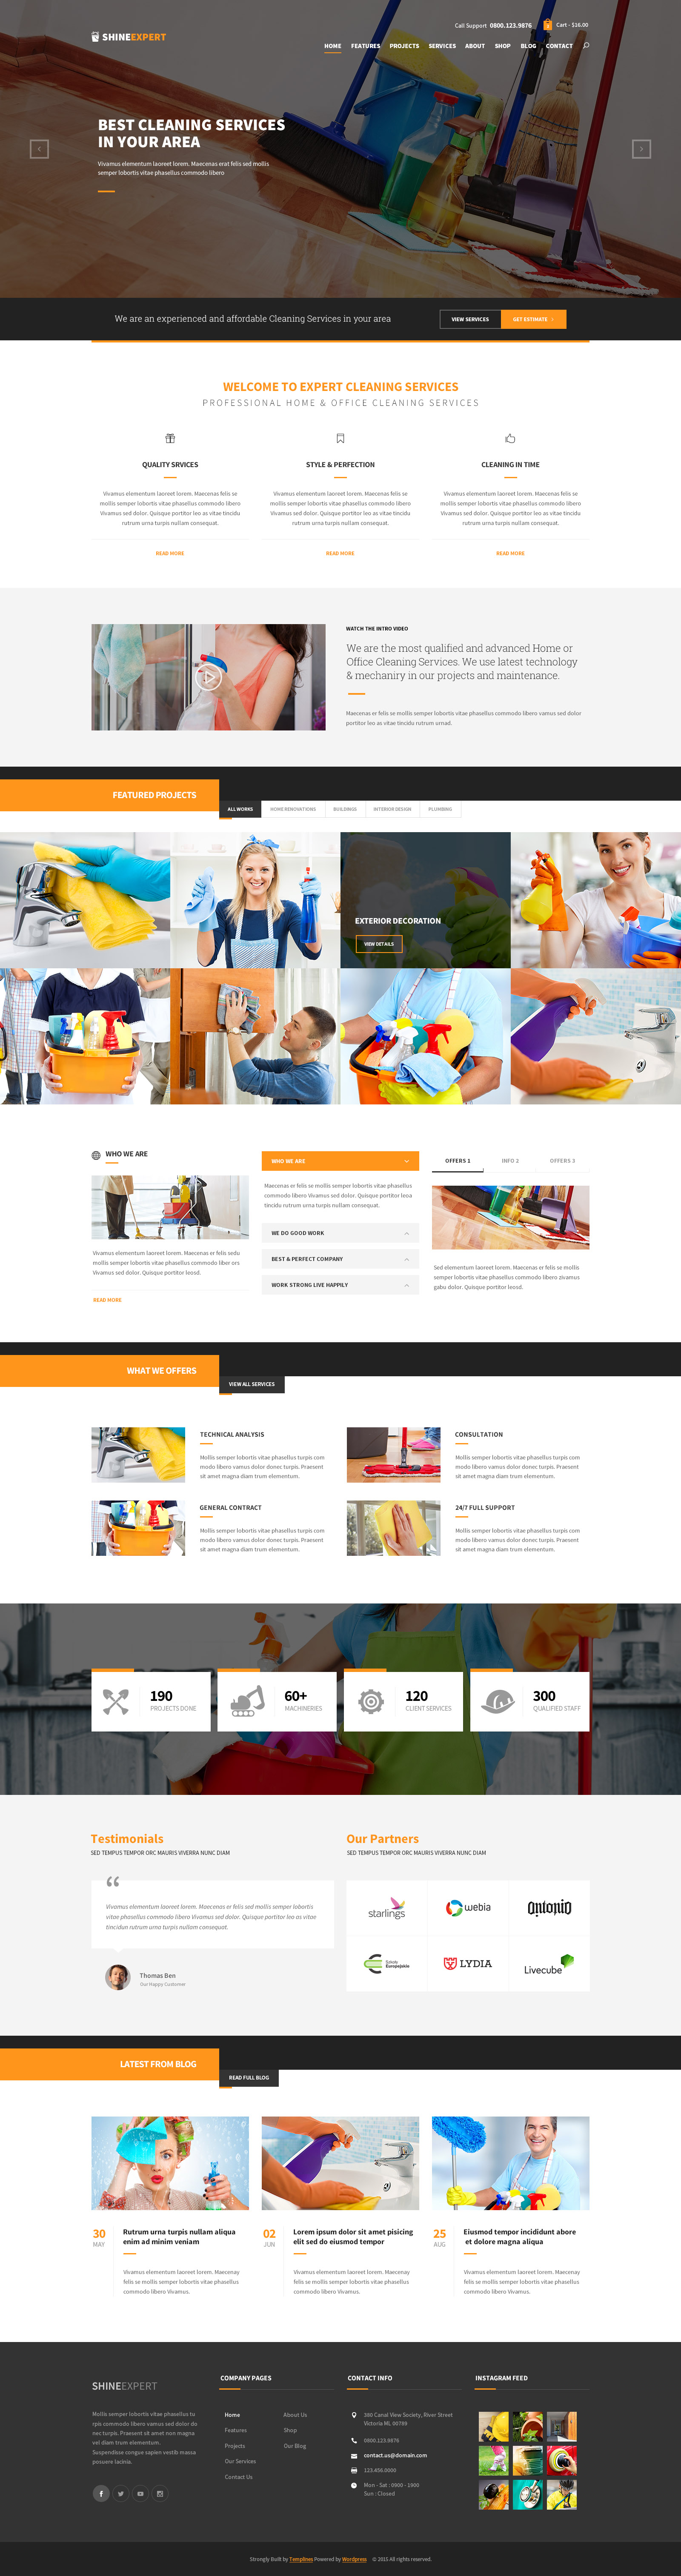 Call Support 0800.123.9876
Cart - $16.00
SHINEEXPERT
HOME FEATURES PROJECTS SERVICES ABOUT SHOP BLOG CONTACT
BEST CLEANING SERVICES
IN YOUR AREA
Vivamus elementum laoreet lorem. Maecenas erat felis sed mollis
semper lobortis vitae phasellus commodo libero
We are an experienced and affordable Cleaning Services in your area
VIEW SERVICES
GET ESTIMATE
WELCOME TO EXPERT CLEANING SERVICES
PROFESSIONAL HOME & OFFICE CLEANING SERVICES
QUALITY SRVICES
Vivamus elementum laoreet lorem. Maecenas felis se
mollis semper lobortis vitae phasellus commodo libero
Vivamus sed dolor. Quisque portitor leo as vitae tincidu
rutrum urna turpis nullam consequat.
READ MORE
STYLE & PERFECTION
Vivamus elementum laoreet lorem. Maecenas felis se
mollis semper lobortis vitae phasellus commodo libero
Vivamus sed dolor. Quisque portitor leo as vitae tincidu
rutrum urna turpis nullam consequat.
READ MORE
CLEANING IN TIME
Vivamus elementum laoreet lorem. Maecenas felis se
mollis semper lobortis vitae phasellus commodo libero
Vivamus sed dolor. Quisque portitor leo as vitae tincidu
rutrum urna turpis nullam consequat.
READ MORE
WATCH THE INTRO VIDEO
We are the most qualified and advanced Home or
Office Cleaning Services. We use latest technology
& mechaniry in our projects and maintenance.
Maecenas er felis se mollis semper lobortis vitae phasellus commodo libero vamus sed dolor
portitor leo as vitae tincidu rutrum urnad.
FEATURED PROJECTS
ALL WORKS
HOME RENOVATIONS
BUILDINGS
INTERIOR DESIGN
PLUMBING
EXTERIOR DECORATION
VIEW DETAILS
WHO WE ARE
Vivamus elementum laoreet lorem. Maecenas er felis sedu
mollis semper lobortis vitae phasellus commodo liber ors
Vivamus sed dolor. Quisque portitor leosd.
READ MORE
WHO WE ARE
Maecenas er felis se mollis semper lobortis vitae phasellus
commodo libero Vivamus sed dolor. Quisque portitor leoa
tincidu rutrum urna turpis nullam consequat.
WE DO GOOD WORK
BEST & PERFECT COMPANY
WORK STRONG LIVE HAPPILY
OFFERS 1
INFO 2
OFFERS 3
Sed elementum laoreet lorem. Maecenas er felis se mollis
semper lobortis vitae phasellus commodo libero zivamus
gabu dolor. Quisque portitor leosd.
WHAT WE OFFERS
VIEW ALL SERVICES
TECHNICAL ANALYSIS
Mollis semper lobortis vitae phasellus turpis com
modo libero vamus dolor donec turpis. Praesent
sit amet magna diam trum elementum.
CONSULTATION
Mollis semper lobortis vitae phasellus turpis com
modo libero vamus dolor donec turpis. Praesent
sit amet magna diam trum elementum.
GENERAL CONTRACT
Mollis semper lobortis vitae phasellus turpis com
modo libero vamus dolor donec turpis. Praesent
sit amet magna diam trum elementum.
24/7 FULL SUPPORT
Mollis semper lobortis vitae phasellus turpis com
modo libero vamus dolor donec turpis. Praesent
sit amet magna diam trum elementum.
190
PROJECTS DONE
60+
MACHINERIES
120
CLIENT SERVICES
300
QUALIFIED STAFF
Testimonials
SED TEMPUS TEMPOR ORC MAURIS VIVERRA NUNC DIAM
Vivamus elementum laoreet lorem. Maecenas er felis sed mollis semper lobortis
vitae phasellus commodo libero Vivamus sed dolor. Quisque portitor leo as vitae
tincidun rutrum urna turpis nullam consequat.
Thomas Ben
Our Happy Customer
Our Partners
SED TEMPUS TEMPOR ORC MAURIS VIVERRA NUNC DIAM
starlings
webia
Antonio
Szkoły
Europejskie
LYDIA
Livecube
LATEST FROM BLOG
READ FULL BLOG
30
MAY
Rutrum urna turpis nullam aliqua
enim ad minim veniam
Vivamus elementum laoreet lorem. Maecenay
felis se mollis semper lobortis vitae phasellus
commodo libero Vivamus.
02
JUN
Lorem ipsum dolor sit amet pisicing
elit sed do eiusmod tempor
Vivamus elementum laoreet lorem. Maecenay
felis se mollis semper lobortis vitae phasellus
commodo libero Vivamus.
25
AUG
Eiusmod tempor incididunt abore
et dolore magna aliqua
Vivamus elementum laoreet lorem. Maecenay
felis se mollis semper lobortis vitae phasellus
commodo libero Vivamus.
SHINEEXPERT
Mollis semper lobortis vitae phasellus tu
rpis commodo libero vamus sed dolor do
nec turpis. Praesent sit amet non magna
vel diam trum elementum.
Suspendisse congue sapien vestib massa
posuere lacinia.
COMPANY PAGES
Home
Features
Projects
Our Services
Contact Us
About Us
Shop
Our Blog
CONTACT INFO
380 Canal View Society, River Street
Victoria MI, 00789
0800.123.9876
contact.us@domain.com
123.456.0000
Mon - Sat : 0900 - 1900
Sun : Closed
INSTAGRAM FEED
Strongly Built by Templines Powered by Wordpress © 2015 All rights reserved.